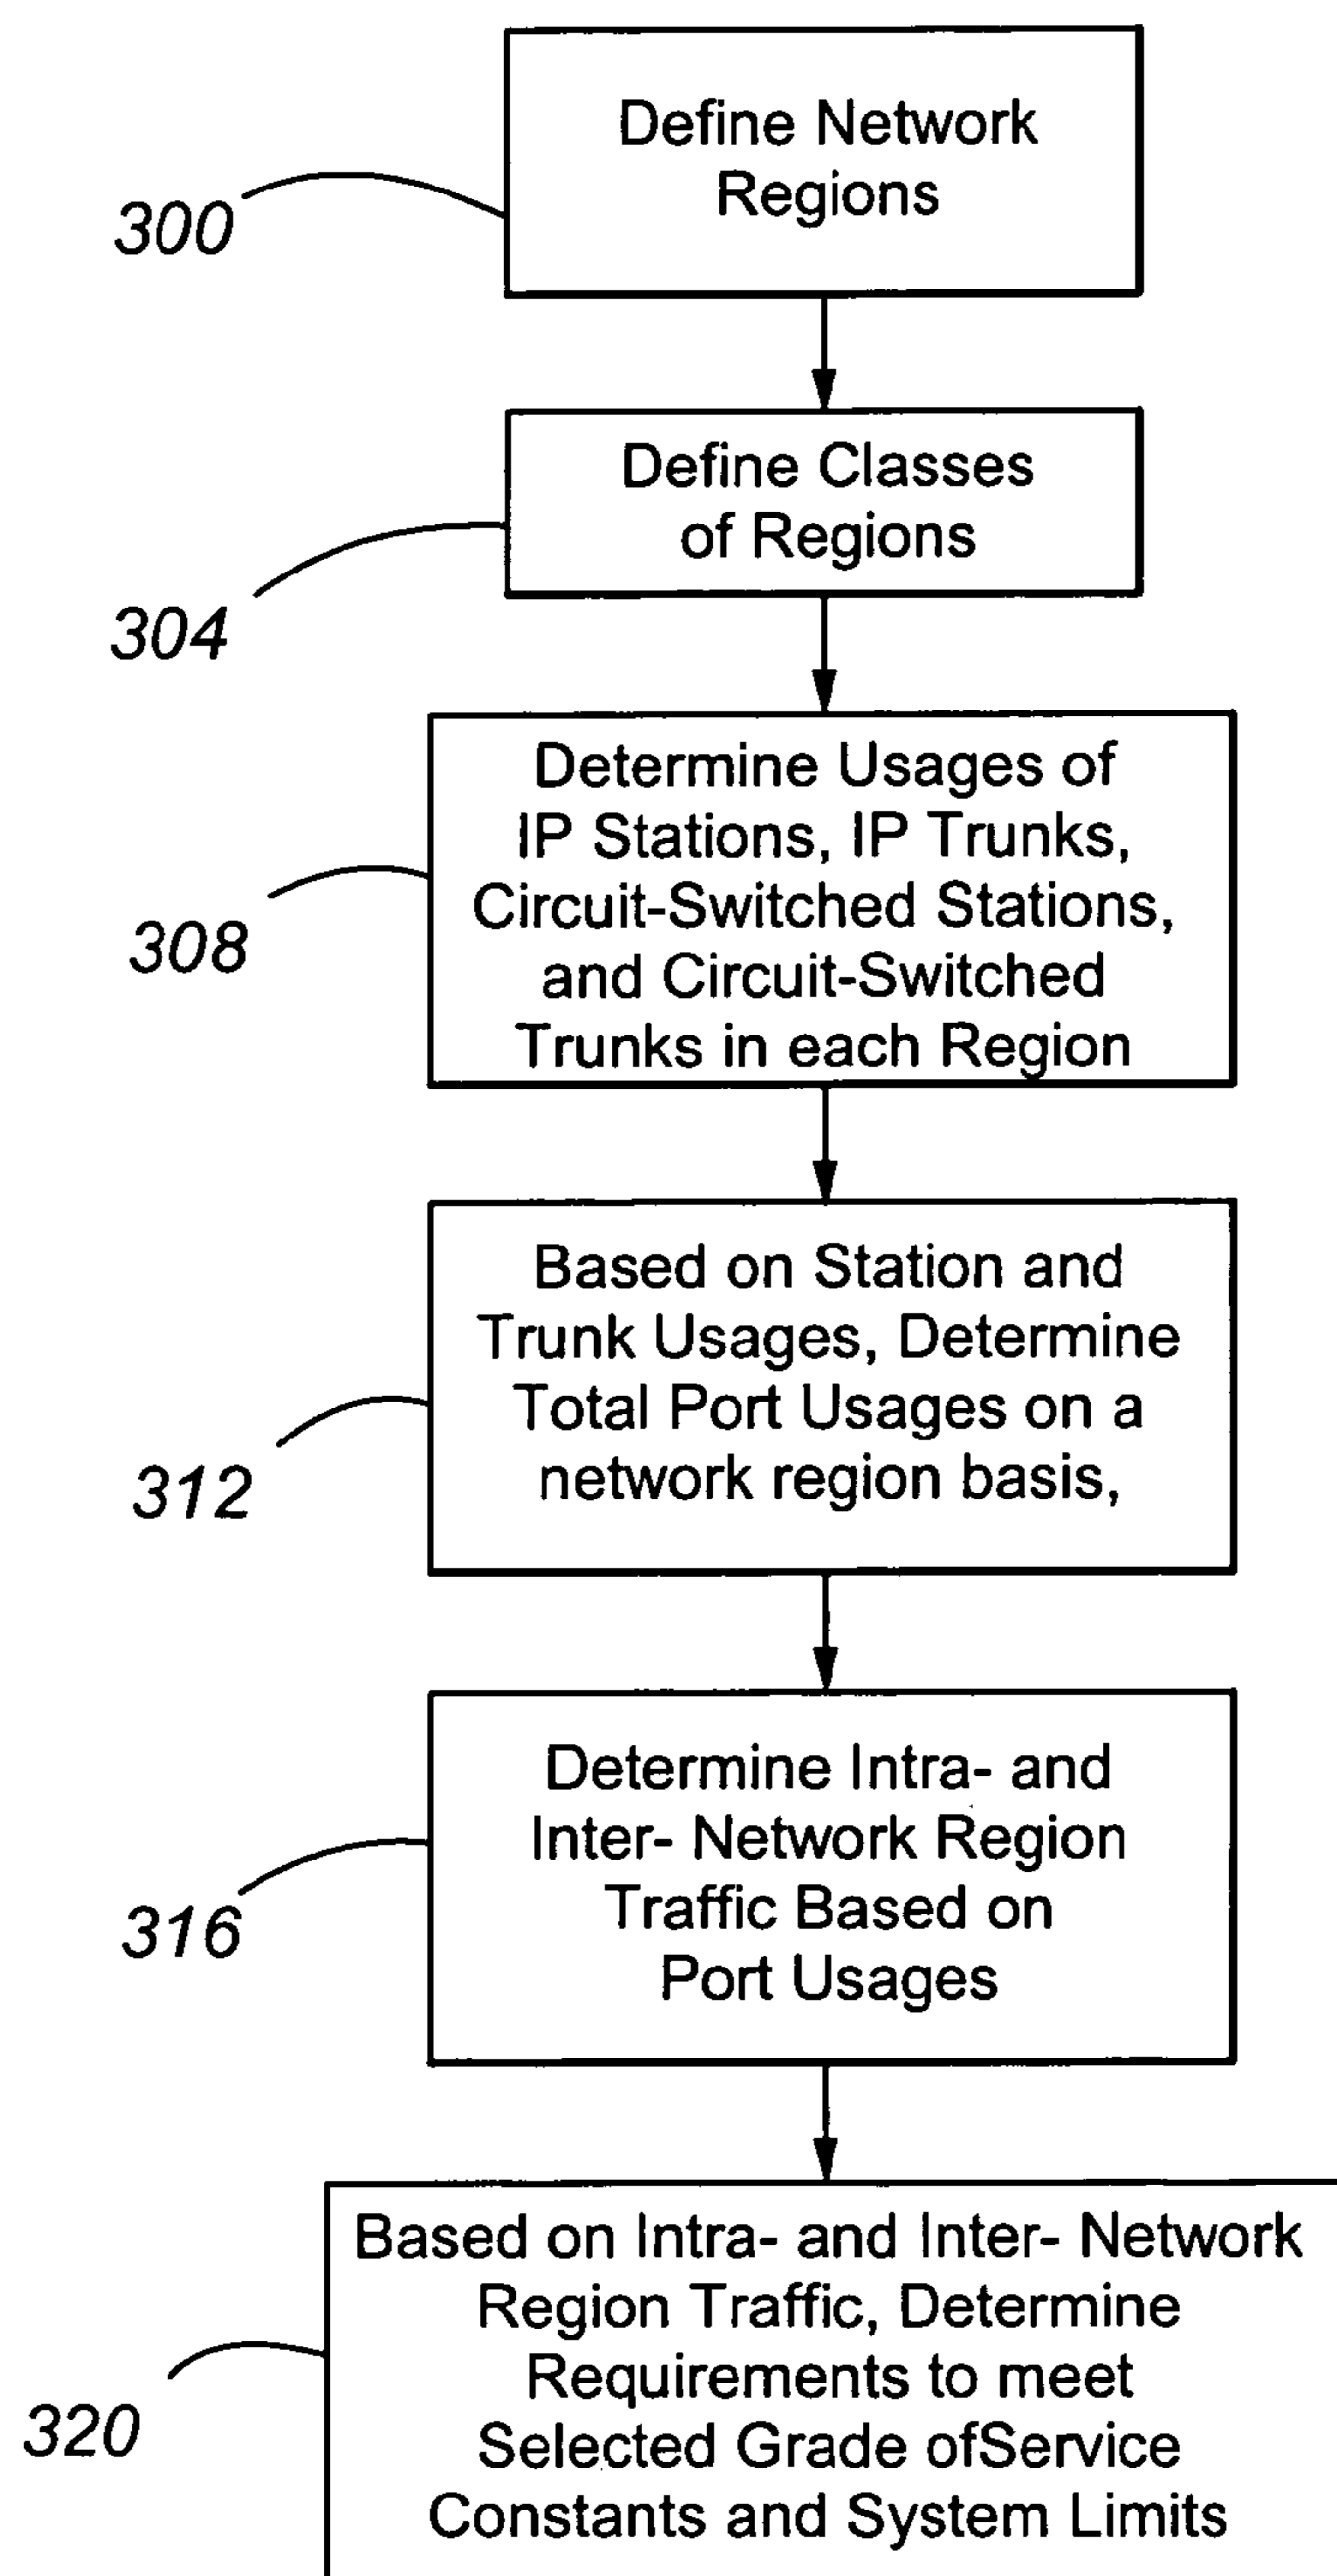 Define Network
Regions
300
Define Classes
of Regions
304
Determine Usages of
IP Stations, IP Trunks,
Circuit-Switched Stations,
and Circuit-Switched
Trunks in each Region
308
Based on Station and
Trunk Usages, Determine
Total Port Usages on a
network region basis,
312
Determine Intra- and
Inter- Network Region
Traffic Based on
Port Usages
316
Based on Intra- and Inter- Network
Region Traffic, Determine
Requirements to meet
Selected Grade ofService
Constants and System Limits
320